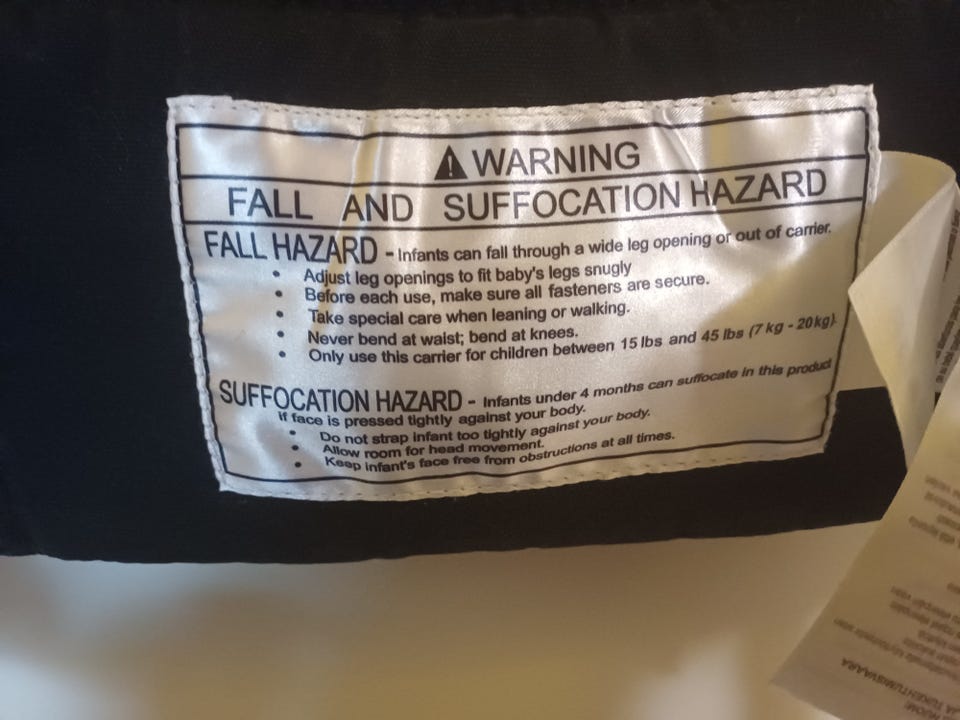 WARNING
FALL AND SUFFOCATION HAZARD
FALL HAZARD - Infants can fall through a wide leg opening or out of carrier.
• Adjust leg openings to fit baby's legs snugly
• Before each use, make sure all fasteners are secure.
• Take special care when leaning or walking.
• Never bend at waist; bend at knees.
• Only use this carrier for children between 15 lbs and 45 lbs (7 kg - 20 kg).
SUFFOCATION HAZARD - Infants under 4 months can suffocate in this product
if face is pressed tightly against your body.
• Do not strap infant too tightly against your body.
• Allow room for head movement.
• Keep infant's face free from obstructions at all times.
JA TUKEHTUMISVAARA